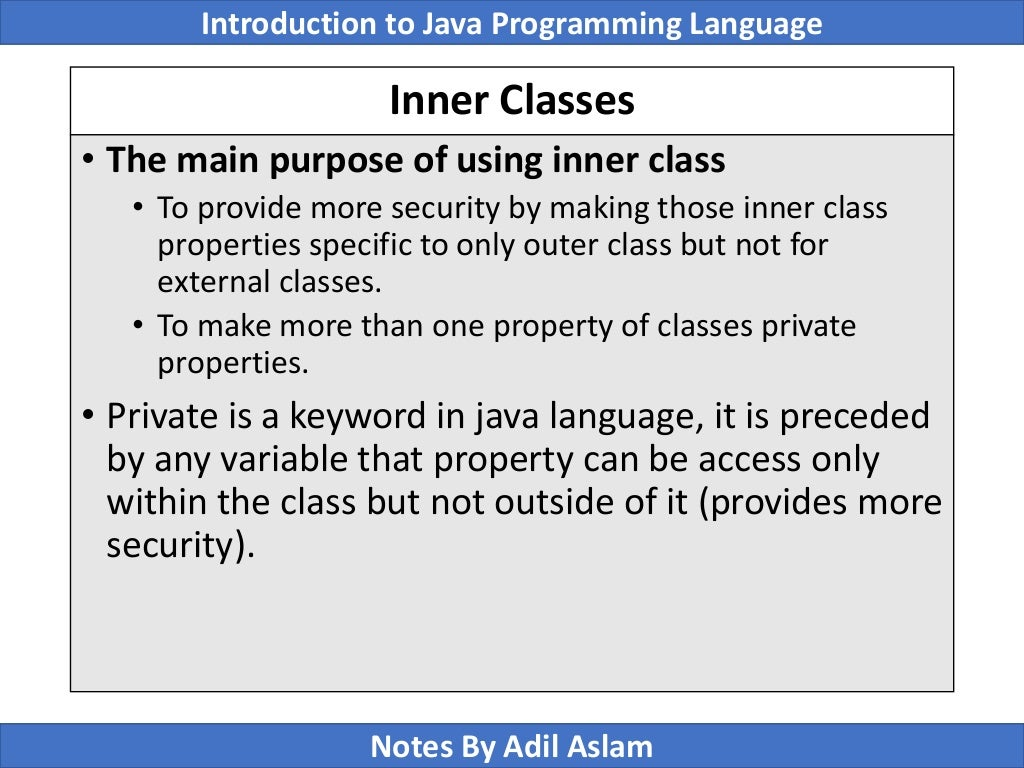 Introduction to Java Programming Language
Inner Classes
• The main purpose of using inner class
• To provide more security by making those inner class
properties specific to only outer class but not for
external classes.
• To make more than one property of classes private
properties.
• Private is a keyword in java language, it is preceded
by any variable that property can be access only
within the class but not outside of it (provides more
security).
Notes By Adil Aslam